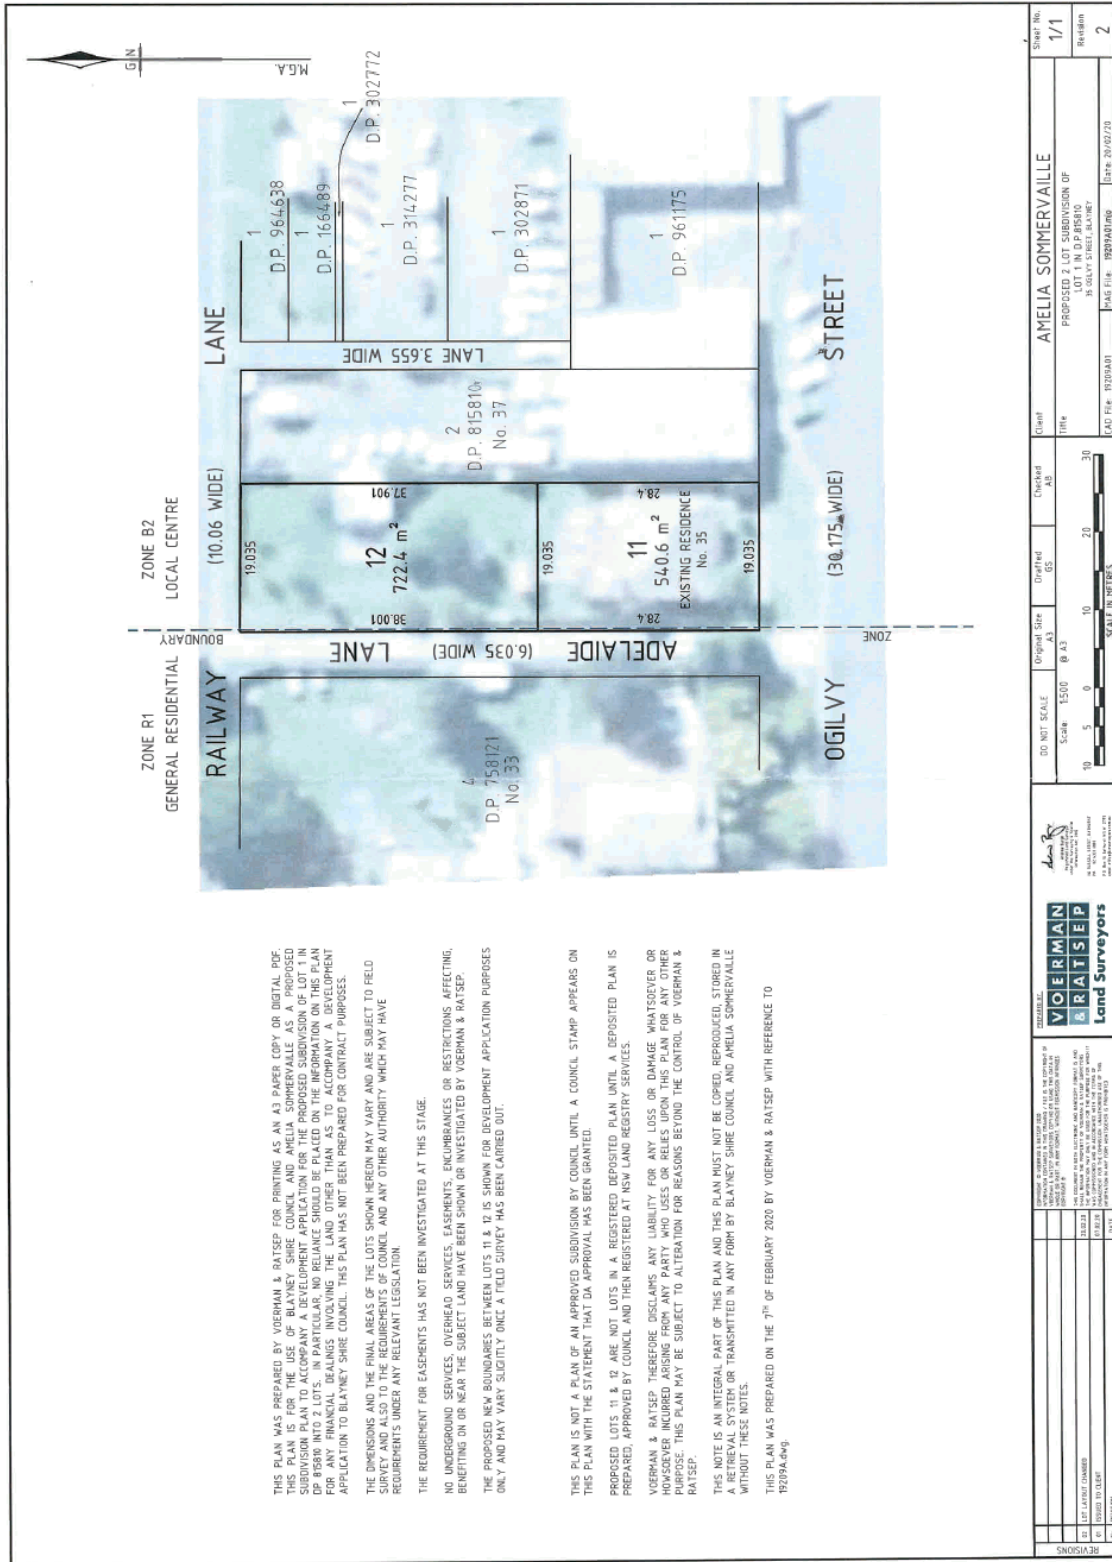 M.G.A.
GN
ZONE R1
GENERAL RESIDENTIAL
ZONE B2
LOCAL CENTRE
ZONE
BOUNDARY
RAILWAY
(10.06 WIDE)
LANE
ADELAIDE
(6.035 WIDE)
LANE
4
D.P. 758121
No. 33
19.035
38.001
12
722.4 m²
37.901
19.035
28.4
11
540.6 m²
EXISTING RESIDENCE
No. 35
28.4
19.035
2
D.P. 815810
No. 37
LANE 3.655 WIDE
1
D.P. 964638
1
D.P. 166489
1
D.P. 302772
1
D.P. 314277
1
D.P. 302871
1
D.P. 961175
OGILVY
(30.175 WIDE)
STREET
THIS PLAN WAS PREPARED BY VOERMAN & RATSEP FOR PRINTING AS AN A3 PAPER COPY OR DIGITAL PDF.
THIS PLAN IS FOR THE USE OF BLAYNEY SHIRE COUNCIL AND AMELIA SOMMERVAILLE AS A PROPOSED
SUBDIVISION PLAN TO ACCOMPANY A DEVELOPMENT APPLICATION FOR THE PROPOSED SUBDIVISION OF LOT 1 IN
DP 815810 INTO 2 LOTS. IN PARTICULAR, NO RELIANCE SHOULD BE PLACED ON THE INFORMATION ON THIS PLAN
FOR ANY FINANCIAL DEALINGS INVOLVING THE LAND OTHER THAN AS TO ACCOMPANY A DEVELOPMENT
APPLICATION TO BLAYNEY SHIRE COUNCIL. THIS PLAN HAS NOT BEEN PREPARED FOR CONTRACT PURPOSES.
THE DIMENSIONS AND THE FINAL AREAS OF THE LOTS SHOWN HEREON MAY VARY AND ARE SUBJECT TO FIELD
SURVEY AND ALSO TO THE REQUIREMENTS OF COUNCIL AND ANY OTHER AUTHORITY WHICH MAY HAVE
REQUIREMENTS UNDER ANY RELEVANT LEGISLATION.
THE REQUIREMENT FOR EASEMENTS HAS NOT BEEN INVESTIGATED AT THIS STAGE.
NO UNDERGROUND SERVICES, OVERHEAD SERVICES, EASEMENTS, ENCUMBRANCES OR RESTRICTIONS AFFECTING,
BENEFITING ON OR NEAR THE SUBJECT LAND HAVE BEEN SHOWN OR INVESTIGATED BY VOERMAN & RATSEP.
THE PROPOSED NEW BOUNDARIES BETWEEN LOTS 11 & 12 IS SHOWN FOR DEVELOPMENT APPLICATION PURPOSES
ONLY AND MAY VARY SLIGHTLY ONCE A FIELD SURVEY HAS BEEN CARRIED OUT.
THIS PLAN IS NOT A PLAN OF AN APPROVED SUBDIVISION BY COUNCIL UNTIL A COUNCIL STAMP APPEARS ON
THIS PLAN WITH THE STATEMENT THAT DA APPROVAL HAS BEEN GRANTED.
PROPOSED LOTS 11 & 12 ARE NOT LOTS IN A REGISTERED DEPOSITED PLAN UNTIL A DEPOSITED PLAN IS
PREPARED, APPROVED BY COUNCIL AND THEN REGISTERED AT NSW LAND REGISTRY SERVICES.
VOERMAN & RATSEP THEREFORE DISCLAIMS ANY LIABILITY FOR ANY LOSS OR DAMAGE WHATSOEVER OR
HOWSOEVER INCURRED ARISING FROM ANY PARTY WHO USES OR RELIES UPON THIS PLAN FOR ANY OTHER
PURPOSE. THIS PLAN MAY BE SUBJECT TO ALTERATION FOR REASONS BEYOND THE CONTROL OF VOERMAN &
RATSEP.
THIS NOTE IS AN INTEGRAL PART OF THIS PLAN AND THIS PLAN MUST NOT BE COPIED, REPRODUCED, STORED IN
A RETRIEVAL SYSTEM OR TRANSMITTED IN ANY FORM BY BLAYNEY SHIRE COUNCIL AND AMELIA SOMMERVAILLE
WITHOUT THESE NOTES.
THIS PLAN WAS PREPARED ON THE 7TH OF FEBRUARY 2020 BY VOERMAN & RATSEP WITH REFERENCE TO
19209A.dwg.
REVISIONS
02 LOT LAYOUT CHANGED
01 ISSUED TO CLIENT
DATE
PREPARED BY:
VOERMAN
& RATSEP
Land Surveyors
DO NOT SCALE
Original Size
A3
Drafted
GS
Checked
AB
Scale: 1:500 @ A3
10 5 0 10 20 30
SCALE IN METRES
Client
AMELIA SOMMERVAILLE
Title
PROPOSED 2 LOT SUBDIVISION OF
LOT 1 IN D.P.815810
35 OGILVY STREET, BLAYNEY
CAD File: 19209A01
MAG File: 19209A01.mjo
Date: 20/02/20
Sheet No.
1/1
Revision
2